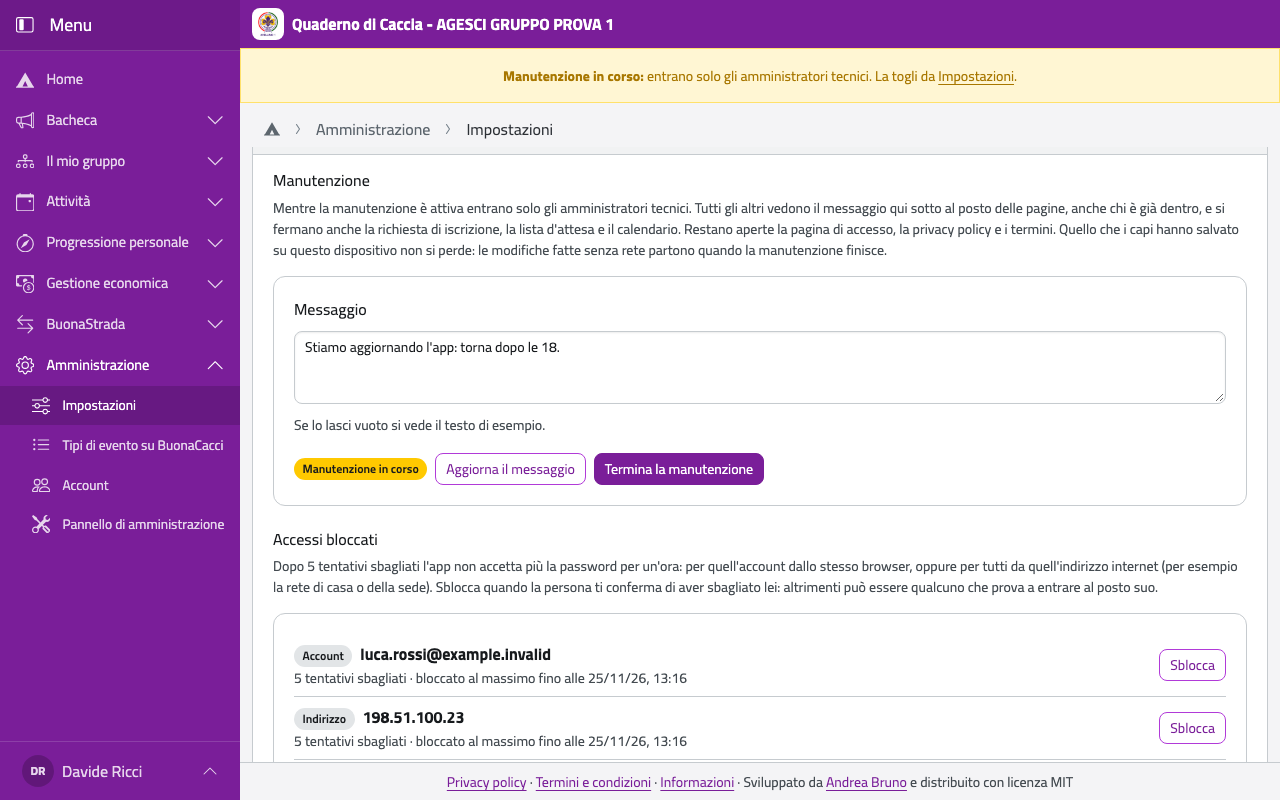 Menu
Quaderno di Caccia - AGESCI GRUPPO PROVA 1
Manutenzione in corso: entrano solo gli amministratori tecnici. La togli da Impostazioni.
Home
Bacheca
Il mio gruppo
Attività
Progressione personale
Gestione economica
BuonaStrada
Amministrazione
Impostazioni
Tipi di evento su BuonaCacci
Account
Pannello di amministrazione
DR
Davide Ricci
Amministrazione
Impostazioni
Manutenzione
Mentre la manutenzione è attiva entrano solo gli amministratori tecnici. Tutti gli altri vedono il messaggio qui sotto al posto delle pagine, anche chi è già dentro, e si
fermano anche la richiesta di iscrizione, la lista d'attesa e il calendario. Restano aperte la pagina di accesso, la privacy policy e i termini. Quello che i capi hanno salvato
su questo dispositivo non si perde: le modifiche fatte senza rete partono quando la manutenzione finisce.
Messaggio
Stiamo aggiornando l'app: torna dopo le 18.
Se lo lasci vuoto si vede il testo di esempio.
Manutenzione in corso
Aggiorna il messaggio
Termina la manutenzione
Accessi bloccati
Dopo 5 tentativi sbagliati l'app non accetta più la password per un'ora: per quell'account dallo stesso browser, oppure per tutti da quell'indirizzo internet (per esempio
la rete di casa o della sede). Sblocca quando la persona ti conferma di aver sbagliato lei: altrimenti può essere qualcuno che prova a entrare al posto suo.
Account luca.rossi@example.invalid
5 tentativi sbagliati · bloccato al massimo fino alle 25/11/26, 13:16
Sblocca
Indirizzo 198.51.100.23
5 tentativi sbagliati · bloccato al massimo fino alle 25/11/26, 13:16
Sblocca
Privacy policy · Termini e condizioni · Informazioni · Sviluppato da Andrea Bruno e distribuito con licenza MIT